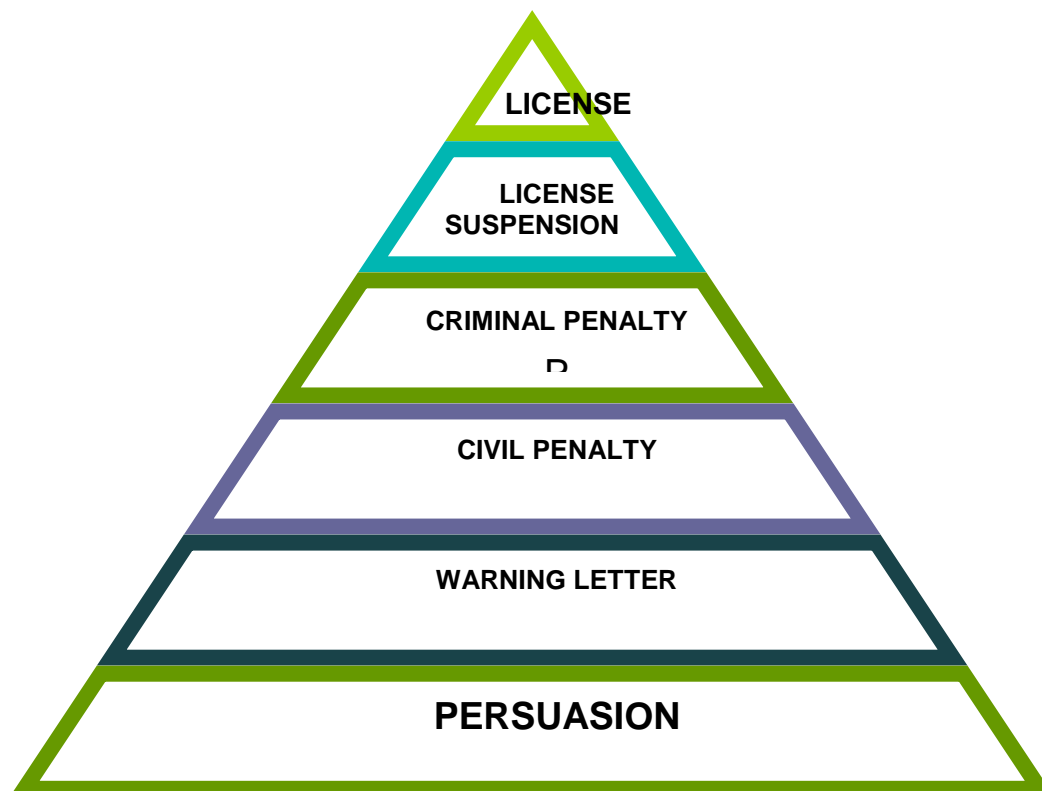 LICENSE
LICENSE
SUSPENSION
CRIMINAL PENALTY
CIVIL PENALTY
WARNING LETTER
PERSUASION